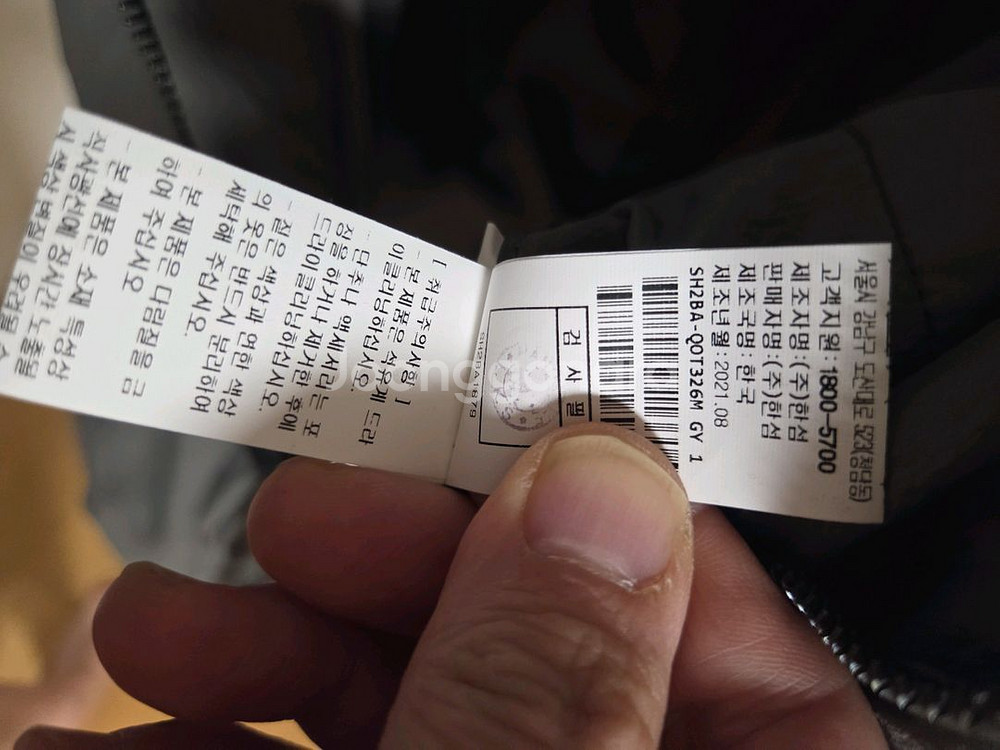 서울시 강남구 도산대로 523(청담동)
고객지원: 1800-5700
제조자명: (주)한섬
판매자명: (주)한섬
제조국명: 한국
제조년월: 2021.08
SH2BA-QOT326M GY 1
검 사 필
[ 취급주의사항 ]
- 본 제품은 석유계 드라
이 클리닝하십시오.
- 단추나 액세서리는 포
장을 하거나 제거한 후에
드라이 클리닝하십시오.
- 짙은 색상과 연한 색상
의 옷은 반드시 분리하여
세탁해 주십시오.
- 본 제품은 다림질을 금
하여 주십시오.
- 본 제품은 소재 특성상
직사광선에 장시간 노출될
시 색상 변질이 우려될 수